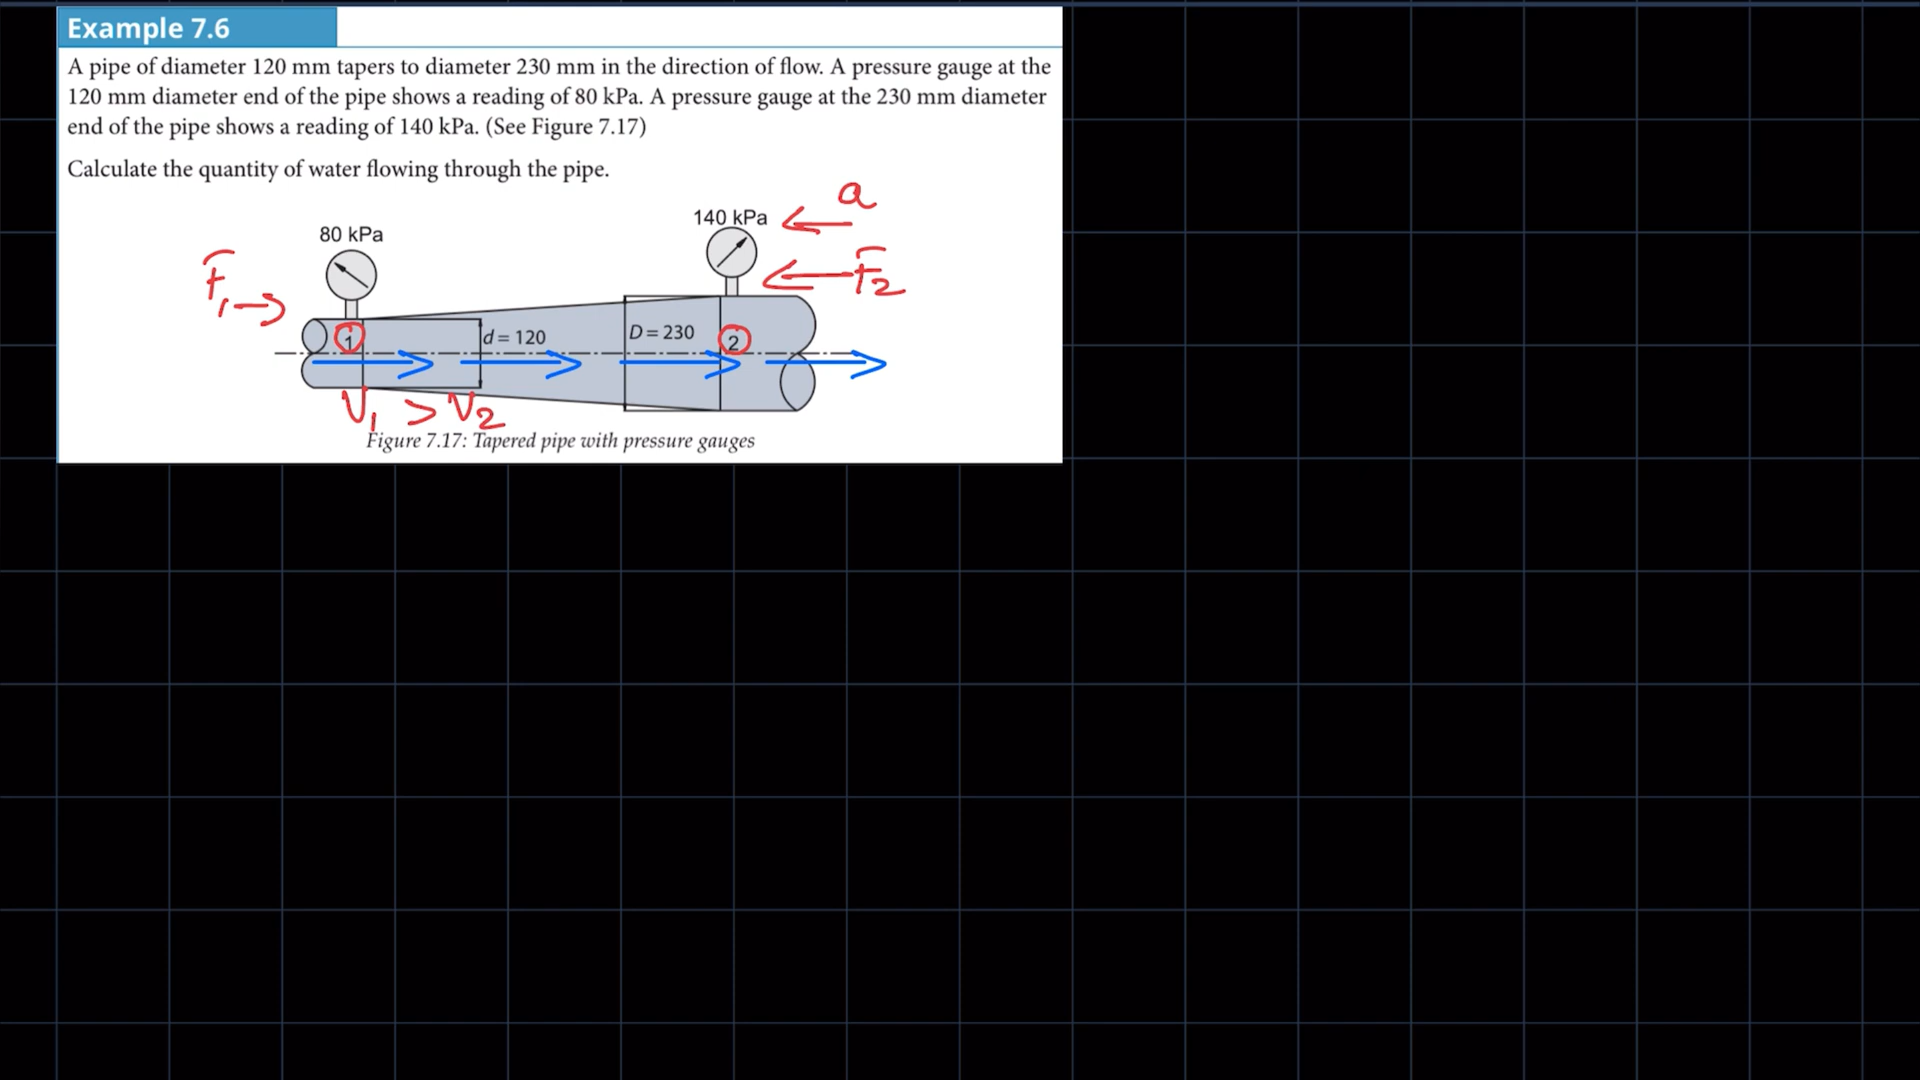 Example 7.6
A pipe of diameter 120 mm tapers to diameter 230 mm in the direction of flow. A pressure gauge at the
120 mm diameter end of the pipe shows a reading of 80 kPa. A pressure gauge at the 230 mm diameter
end of the pipe shows a reading of 140 kPa. (See Figure 7.17)
Calculate the quantity of water flowing through the pipe.
a
140 kPa
80 kPa
F₁
F₂
1
d = 120
D = 230
2
V₁ > V₂
Figure 7.17: Tapered pipe with pressure gauges